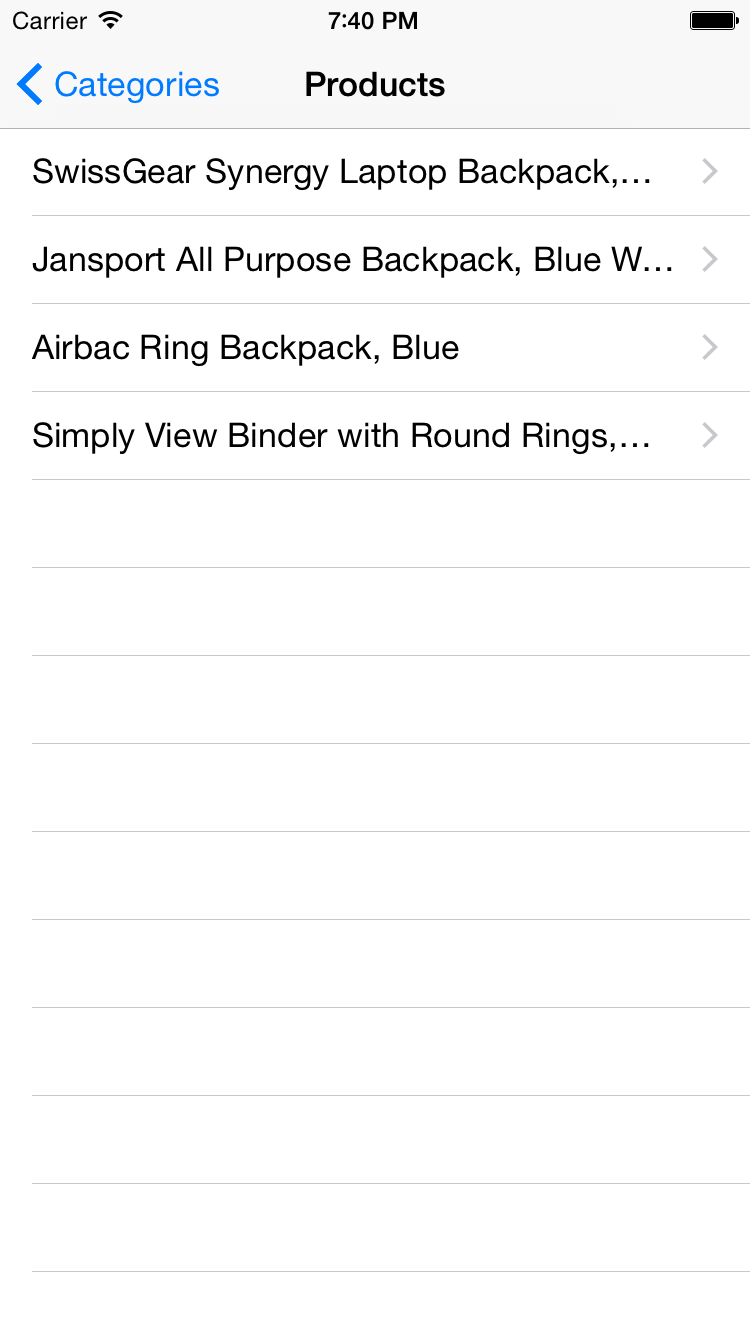 Carrier 7:40 PM
Categories Products
SwissGear Synergy Laptop Backpack,...
Jansport All Purpose Backpack, Blue W...
Airbac Ring Backpack, Blue
Simply View Binder with Round Rings,...